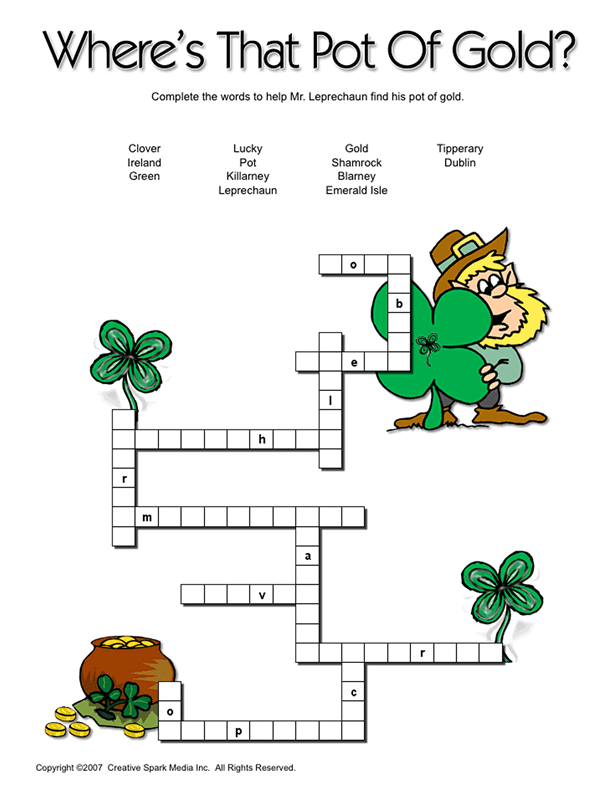 Where's That Pot Of Gold?
Complete the words to help Mr. Leprechaun find his pot of gold.
Clover Lucky Gold Tipperary
Ireland Pot Shamrock Dublin
Green Killarney Blarney
Leprechaun Emerald Isle
o
b
e
l
h
r
m
a
v
r
c
o
p
Copyright ©2007 Creative Spark Media Inc. All Rights Reserved.